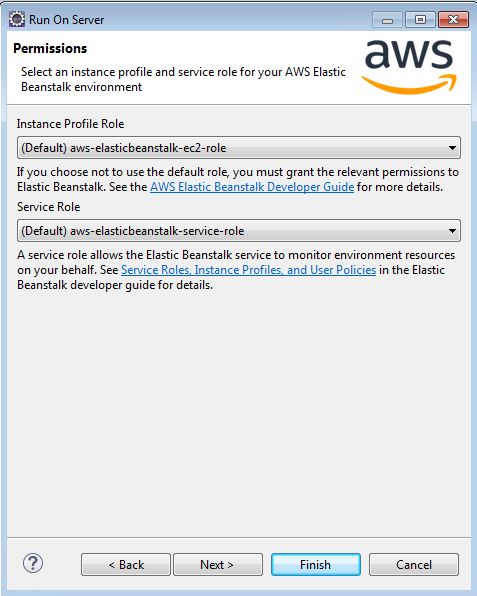 Run On Server
Permissions
aws
Select an instance profile and service role for your AWS Elastic
Beanstalk environment
Instance Profile Role
(Default) aws-elasticbeanstalk-ec2-role
If you choose not to use the default role, you must grant the relevant permissions to
Elastic Beanstalk. See the AWS Elastic Beanstalk Developer Guide for more details.
Service Role
(Default) aws-elasticbeanstalk-service-role
A service role allows the Elastic Beanstalk service to monitor environment resources
on your behalf. See Service Roles, Instance Profiles, and User Policies in the Elastic
Beanstalk developer guide for details.
? < Back Next > Finish Cancel